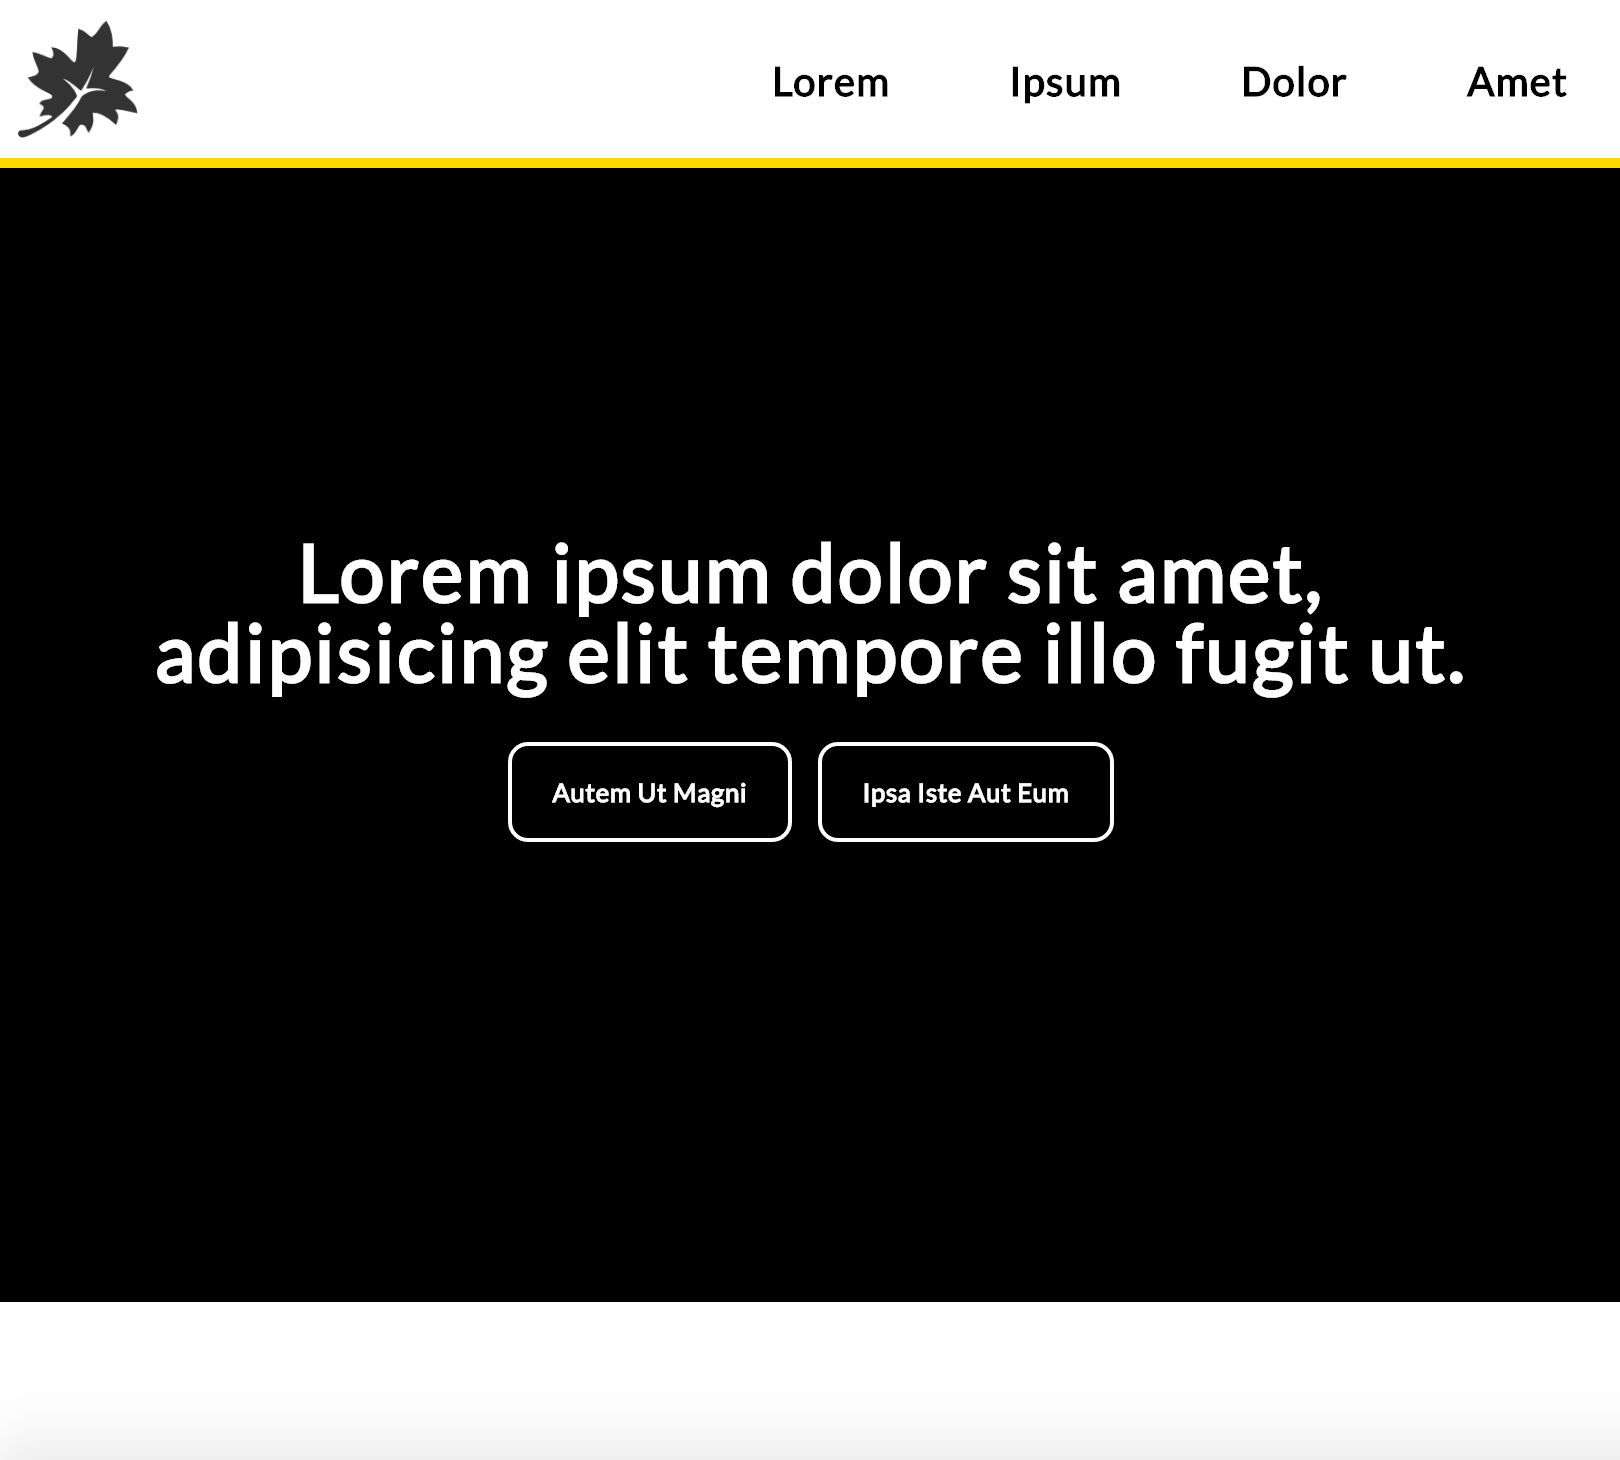 Lorem
Ipsum
Dolor
Amet
Lorem ipsum dolor sit amet,
adipisicing elit tempore illo fugit ut.
Autem Ut Magni
Ipsa Iste Aut Eum